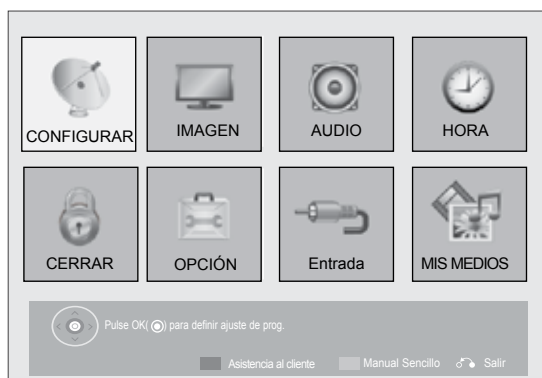 CONFIGURAR IMAGEN AUDIO HORA
CERRAR OPCIÓN Entrada MIS MEDIOS
Pulse OK( ) para definir ajuste de prog.
Asistencia al cliente Manual Sencillo Salir